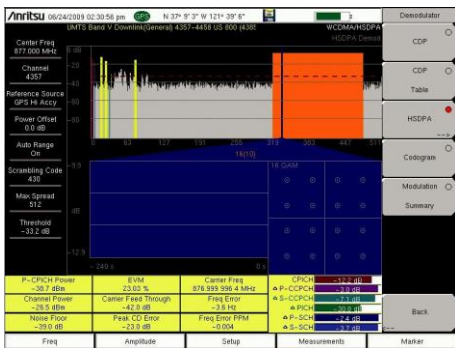 Anritsu 06/24/2009 02:30:56 pm GPS N 37° 9' 3" W 121° 39' 6"
Demodulator
UMTS Band V Downlink(General) 4357-4458 US 800 (4385
WCDMA/HSDPA
HSDPA Demod
Center Freq
877.000 MHz
Channel
4357
Reference Source
GPS Hi Accy
Power Offset
0.0 dB
Auto Range
On
Scrambling Code
430
Max Spread
512
Threshold
-33.2 dB
0 63 127 191 255 319 383 447 511
16(10)
16 QAM
-9.9
dB
-12.9
-240 s
0 s
CDP
CDP
Table
HSDPA
-->
Codogram
Modulation
Summary
Back
<--
P-CPICH Power
-38.7 dBm
EVM
23.03 %
Carrier Freq
876.999 996 4 MHz
Channel Power
-26.5 dBm
Carrier Feed Through
-42.0 dB
Freq Error
-3.6 Hz
Noise Floor
-39.0 dB
Peak CD Error
-23.0 dB
Freq Error PPM
-0.004
CPICH -12.2 dB
P-CCPCH -3.0 dB
S-CCPCH -7.1 dB
PICH
P-SCH -2.4 dB
S-SCH -3.7 dB
Freq
Amplitude
Setup
Measurements
Marker